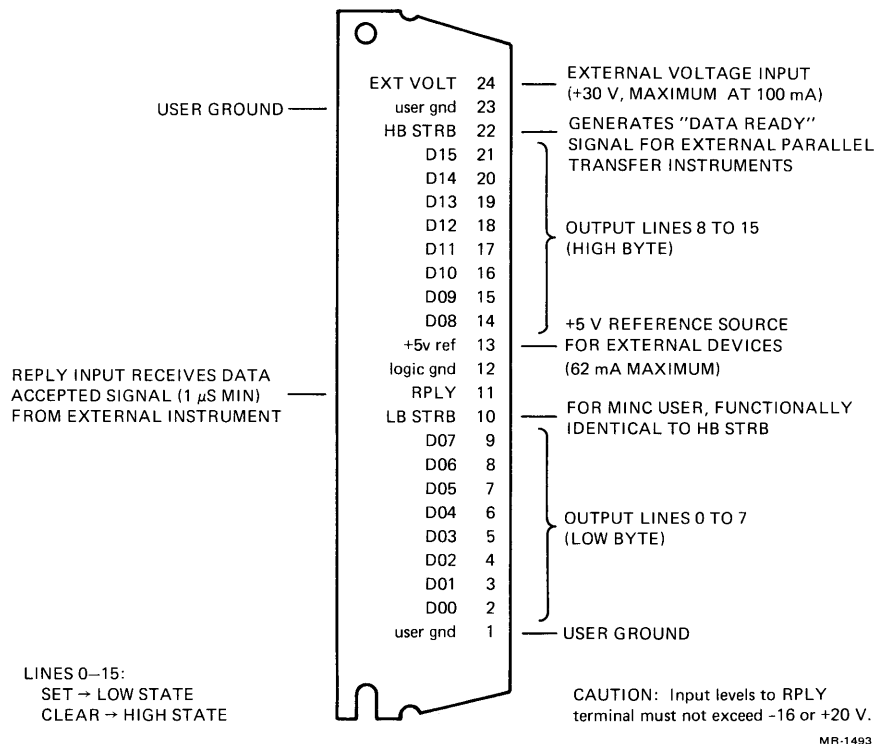 EXT VOLT 24
EXTERNAL VOLTAGE INPUT
(+30 V, MAXIMUM AT 100 mA)
USER GROUND
user gnd 23
HB STRB 22
GENERATES "DATA READY"
SIGNAL FOR EXTERNAL PARALLEL
TRANSFER INSTRUMENTS
D15 21
D14 20
D13 19
D12 18
D11 17
D10 16
D09 15
D08 14
OUTPUT LINES 8 TO 15
(HIGH BYTE)
+5v ref 13
+5 V REFERENCE SOURCE
FOR EXTERNAL DEVICES
(62 mA MAXIMUM)
logic gnd 12
REPLY INPUT RECEIVES DATA
ACCEPTED SIGNAL (1 μS MIN)
FROM EXTERNAL INSTRUMENT
RPLY 11
LB STRB 10
FOR MINC USER, FUNCTIONALLY
IDENTICAL TO HB STRB
D07 9
D06 8
D05 7
D04 6
D03 5
D02 4
D01 3
D00 2
OUTPUT LINES 0 TO 7
(LOW BYTE)
user gnd 1
USER GROUND
LINES 0–15:
SET → LOW STATE
CLEAR → HIGH STATE
CAUTION: Input levels to RPLY
terminal must not exceed -16 or +20 V.
MR-1493